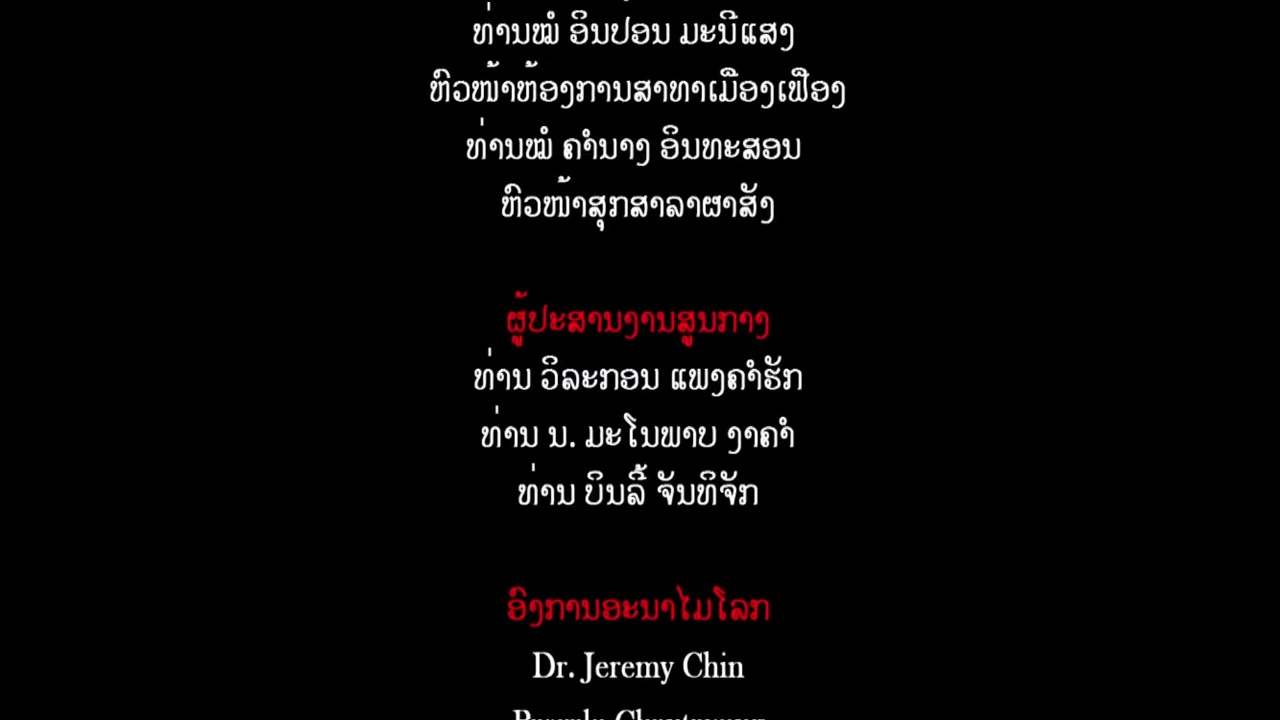 ທ່ານໝໍ ອິນປອນ ມະນີແສງ
ຫົວໜ້າຫ້ອງການສາທາເມືອງເຟືອງ
ທ່ານໝໍ ຄຳນາງ ອິນທະສອນ
ຫົວໜ້າສຸກສາລາຜາສັງ
ຜູ້ປະສານງານສູນກາງ
ທ່ານ ວິລະກອນ ແພງຄຳຮັກ
ທ່ານ ນ. ມະໂນພາບ ງາຄຳ
ທ່ານ ບິນລີ້ ຈັນທິຈັກ
ອົງການອະນາໄມໂລກ
Dr. Jeremy Chin